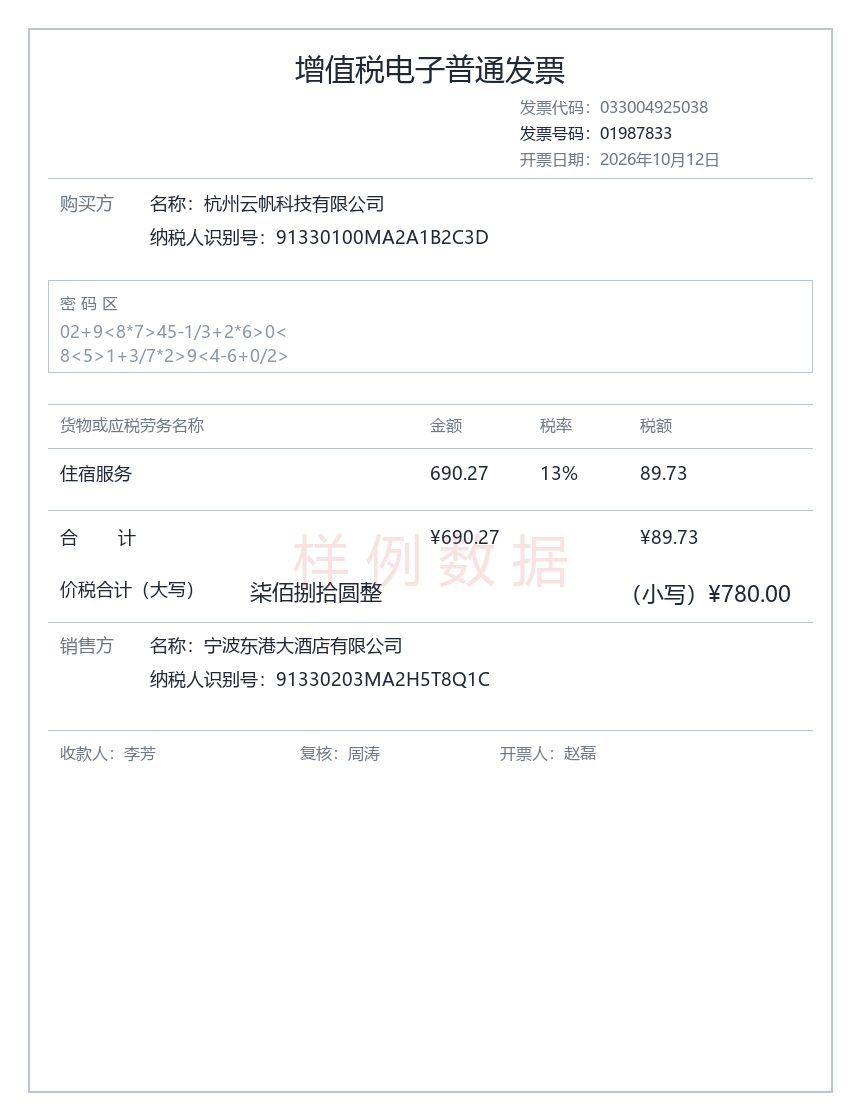 增值税电子普通发票
发票代码：033004925038
发票号码：01987833
开票日期：2026年10月12日
购买方 名称：杭州云帆科技有限公司
纳税人识别号：91330100MA2A1B2C3D
密 码 区
02+9<8*7>45-1/3+2*6>0<
8<5>1+3/7*2>9<4-6+0/2>
货物或应税劳务名称 金额 税率 税额
住宿服务 690.27 13% 89.73
合 计 ¥690.27 ¥89.73
样例数据
价税合计（大写） 柒佰捌拾圆整 （小写）¥780.00
销售方 名称：宁波东港大酒店有限公司
纳税人识别号：91330203MA2H5T8Q1C
收款人：李芳 复核：周涛 开票人：赵磊